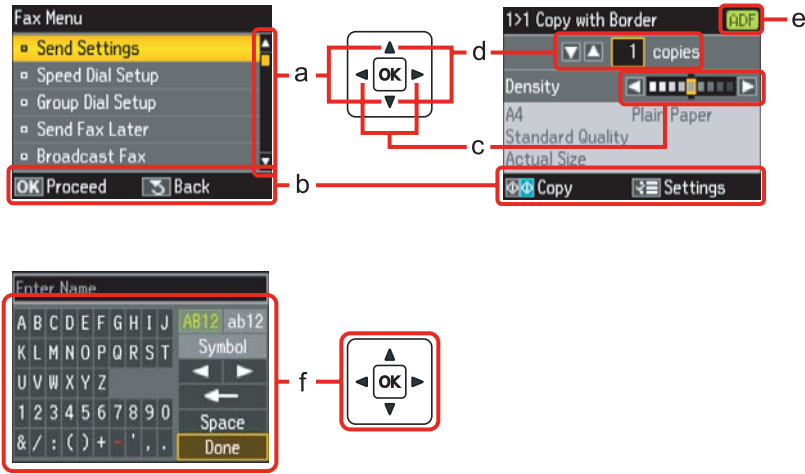 Fax Menu
Send Settings
Speed Dial Setup
Group Dial Setup
Send Fax Later
Broadcast Fax
OK Proceed Back
a
b
OK
d
c
1>1 Copy with Border ADF
e
1 copies
Density
A4 Plain Paper
Standard Quality
Actual Size
Copy Settings
Enter Name
A B C D E F G H I J AB12 ab12
K L M N O P Q R S T Symbol
U V W X Y Z
1 2 3 4 5 6 7 8 9 0 Space
& / : ( ) + - ' , . Done
f
OK